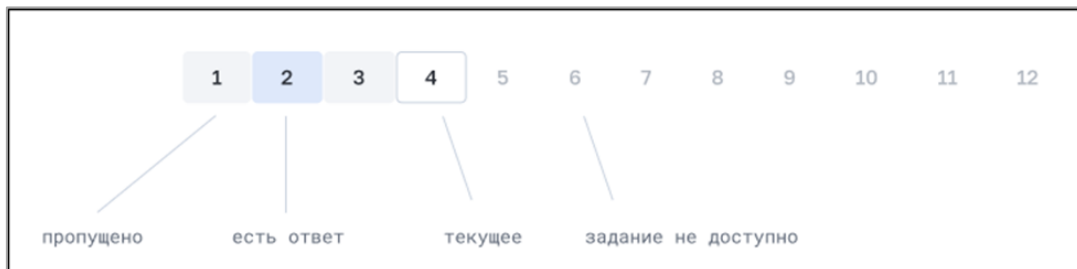 1 2 3 4 5 6 7 8 9 10 11 12
пропущено есть ответ текущее задание не доступно